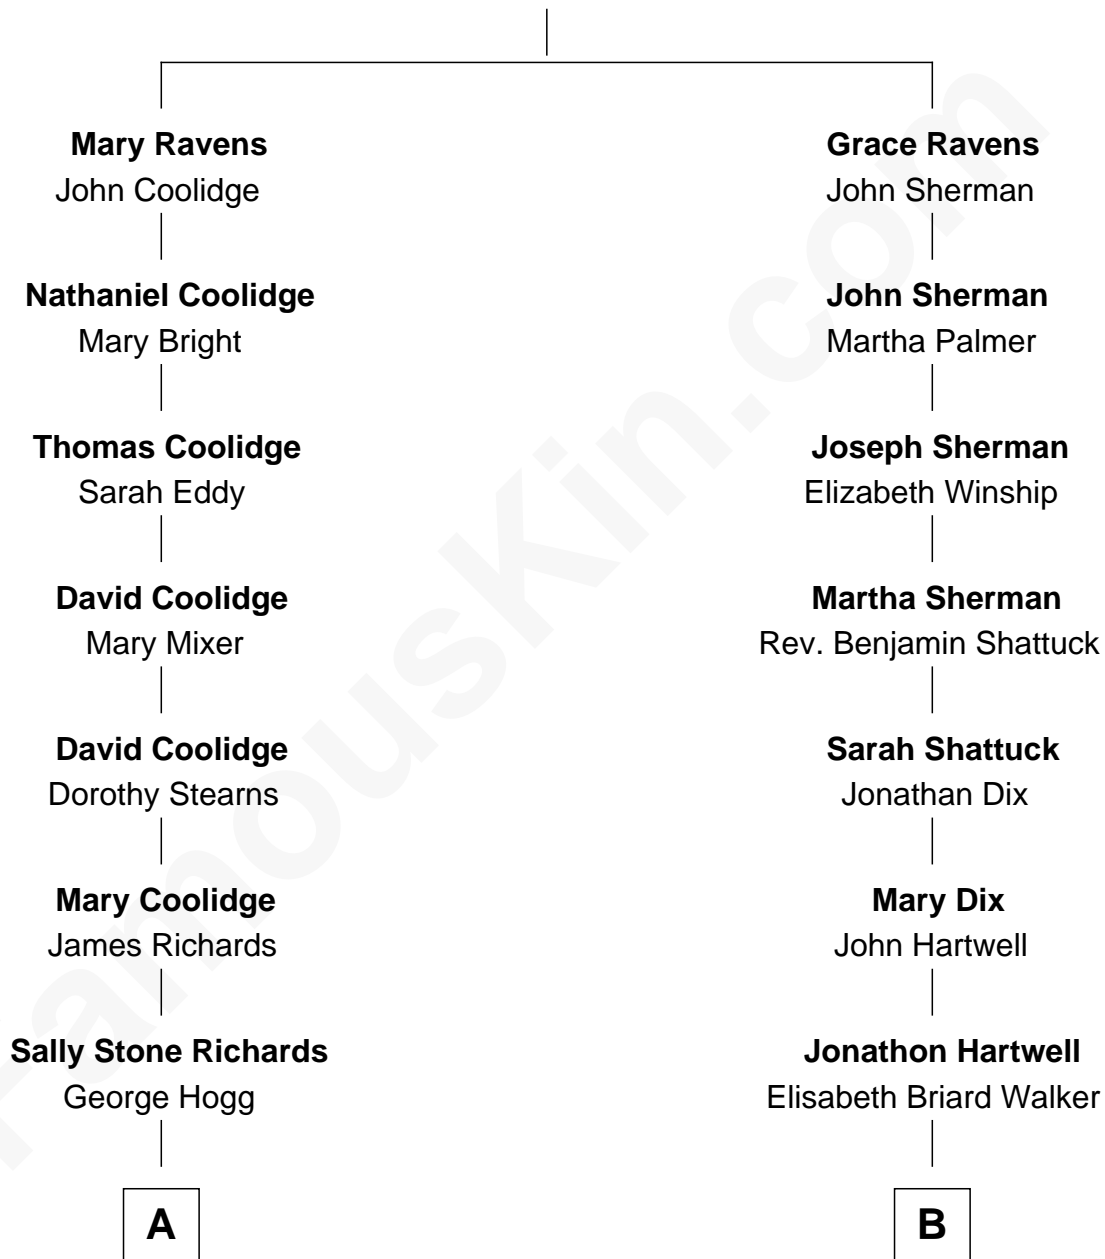 Mary Ravens
John Coolidge
Nathaniel Coolidge
Mary Bright
Thomas Coolidge
Sarah Eddy
David Coolidge
Mary Mixer
David Coolidge
Dorothy Stearns
Mary Coolidge
James Richards
Sally Stone Richards
George Hogg
A
Grace Ravens
John Sherman
John Sherman
Martha Palmer
Joseph Sherman
Elizabeth Winship
Martha Sherman
Rev. Benjamin Shattuck
Sarah Shattuck
Jonathan Dix
Mary Dix
John Hartwell
Jonathon Hartwell
Elisabeth Briard Walker
B
FamousKin.com